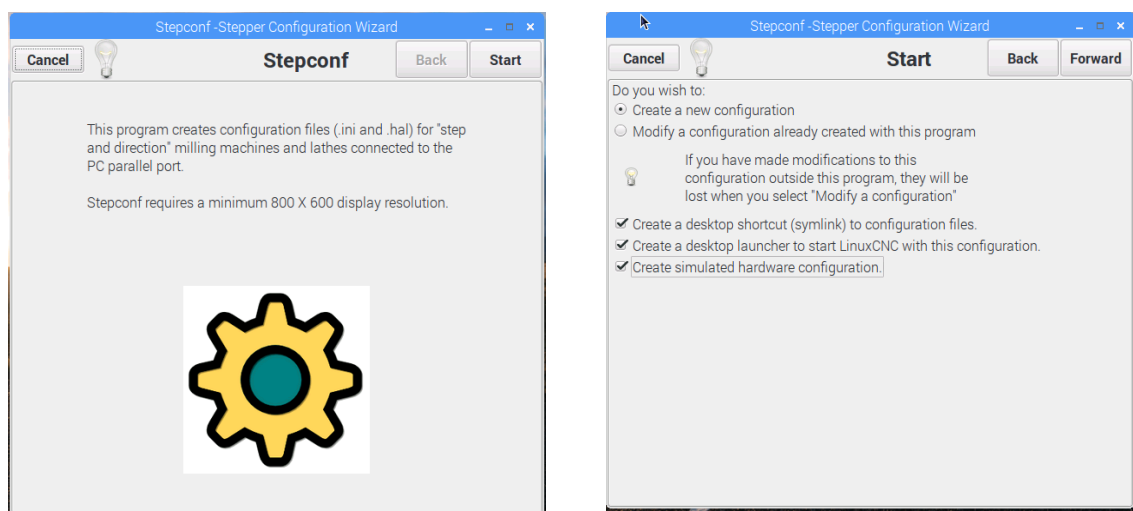 Stepconf -Stepper Configuration Wizard
Cancel
Stepconf
Back
Start
This program creates configuration files (.ini and .hal) for "step
and direction" milling machines and lathes connected to the
PC parallel port.
Stepconf requires a minimum 800 X 600 display resolution.
Stepconf -Stepper Configuration Wizard
Cancel
Start
Back
Forward
Do you wish to:
Create a new configuration
Modify a configuration already created with this program
If you have made modifications to this
configuration outside this program, they will be
lost when you select "Modify a configuration"
Create a desktop shortcut (symlink) to configuration files.
Create a desktop launcher to start LinuxCNC with this configuration.
Create simulated hardware configuration.